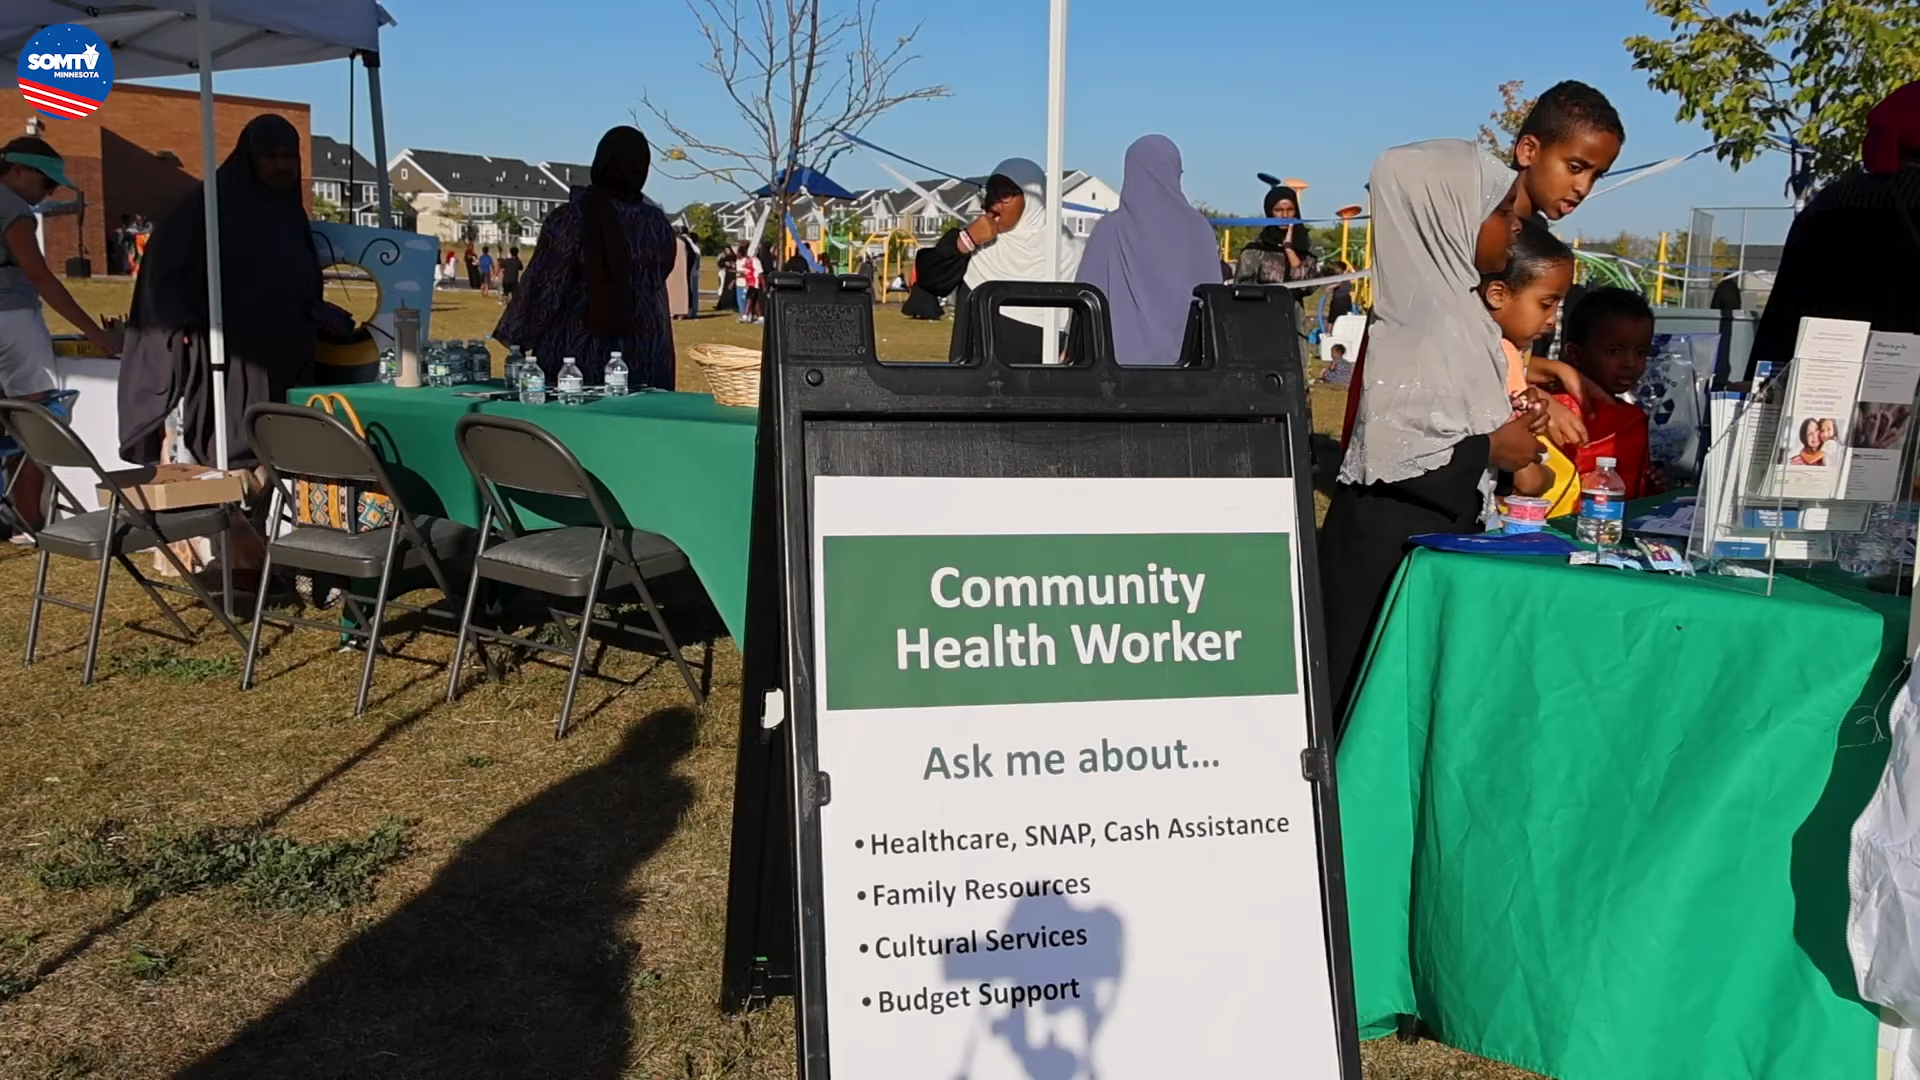 SOMTV
MINNESOTA
Community
Health Worker
Ask me about...
• Healthcare, SNAP, Cash Assistance
• Family Resources
• Cultural Services
• Budget Support